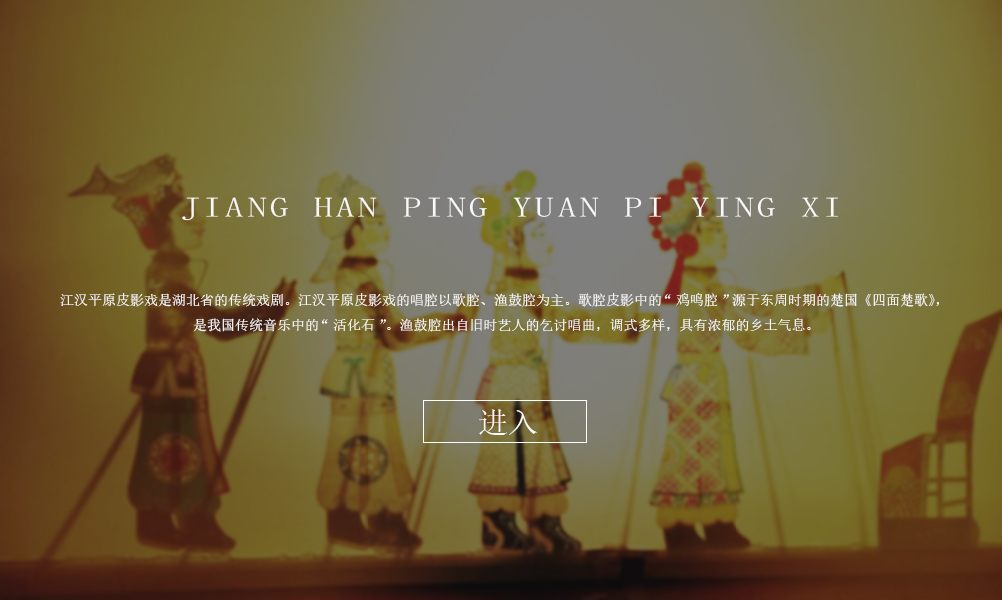 JIANG HAN PING YUAN PI YING XI
江汉平原皮影戏是湖北省的传统戏剧。江汉平原皮影戏的唱腔以歌腔、渔鼓腔为主。歌腔皮影中的“鸡鸣腔”源于东周时期的楚国《四面楚歌》，
是我国传统音乐中的“活化石”。渔鼓腔出自旧时艺人的乞讨唱曲，调式多样，具有浓郁的乡土气息。
进入